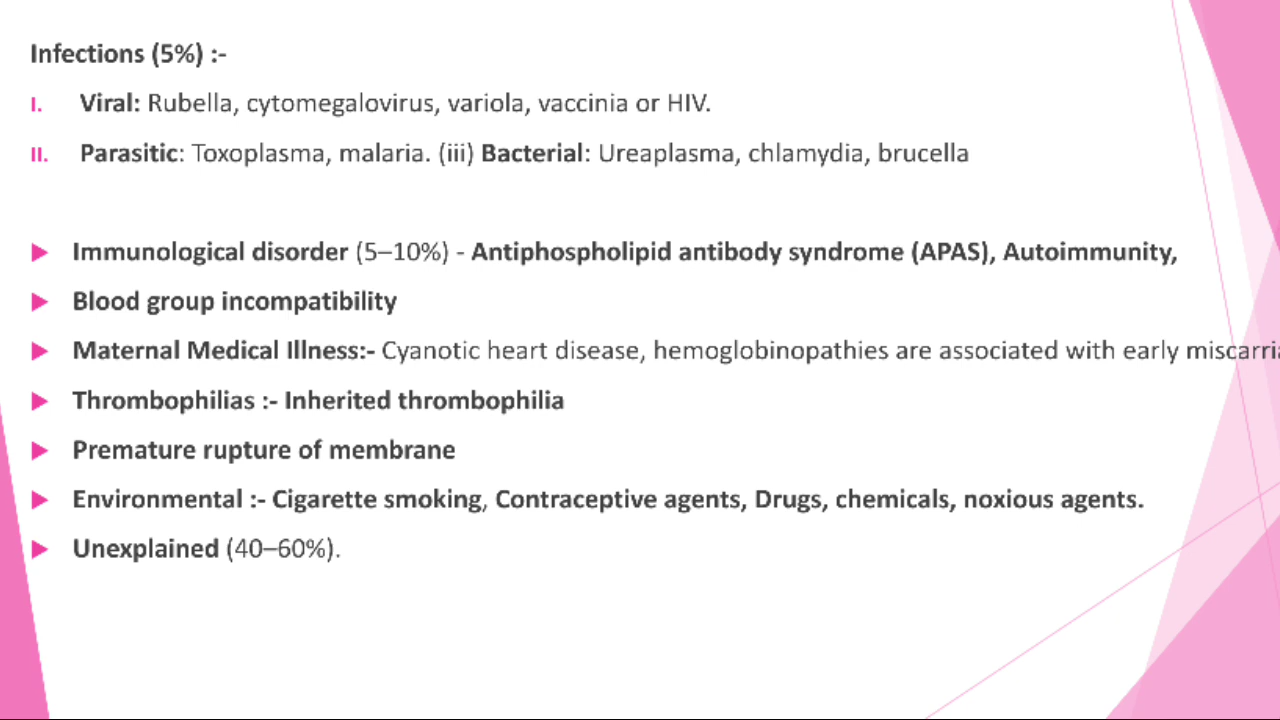 Infections (5%) :-
I. Viral: Rubella, cytomegalovirus, variola, vaccinia or HIV.
II. Parasitic: Toxoplasma, malaria. (iii) Bacterial: Ureaplasma, chlamydia, brucella
Immunological disorder (5–10%) - Antiphospholipid antibody syndrome (APAS), Autoimmunity,
Blood group incompatibility
Maternal Medical Illness:- Cyanotic heart disease, hemoglobinopathies are associated with early
Thrombophilias :- Inherited thrombophilia
Premature rupture of membrane
Environmental :- Cigarette smoking, Contraceptive agents, Drugs, chemicals, noxious agents.
Unexplained (40–60%).